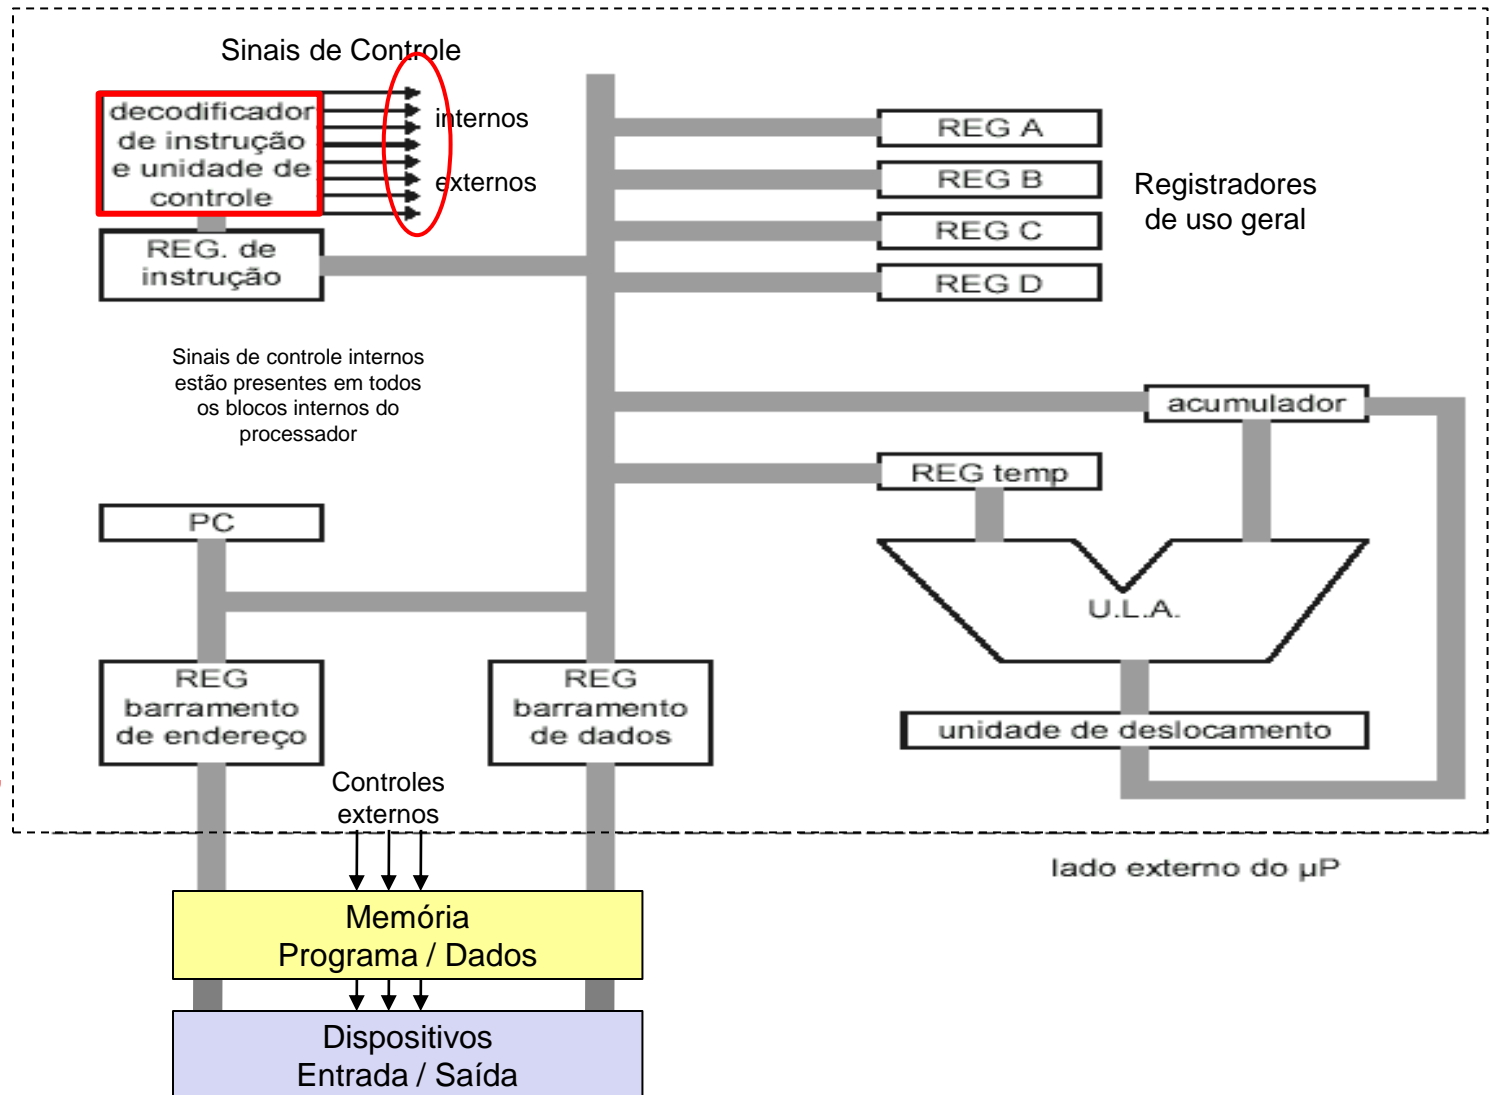 Sinais de Controle
decodificador
de instrução
e unidade de
controle
internos
externos
REG. de
instrução
REG A
REG B
REG C
REG D
Registradores
de uso geral
Sinais de controle internos
estão presentes em todos
os blocos internos do
processador
acumulador
REG temp
PC
U.L.A.
REG
barramento
de endereço
REG
barramento
de dados
unidade de deslocamento
Controles
externos
lado externo do µP
Memória
Programa / Dados
Dispositivos
Entrada / Saída